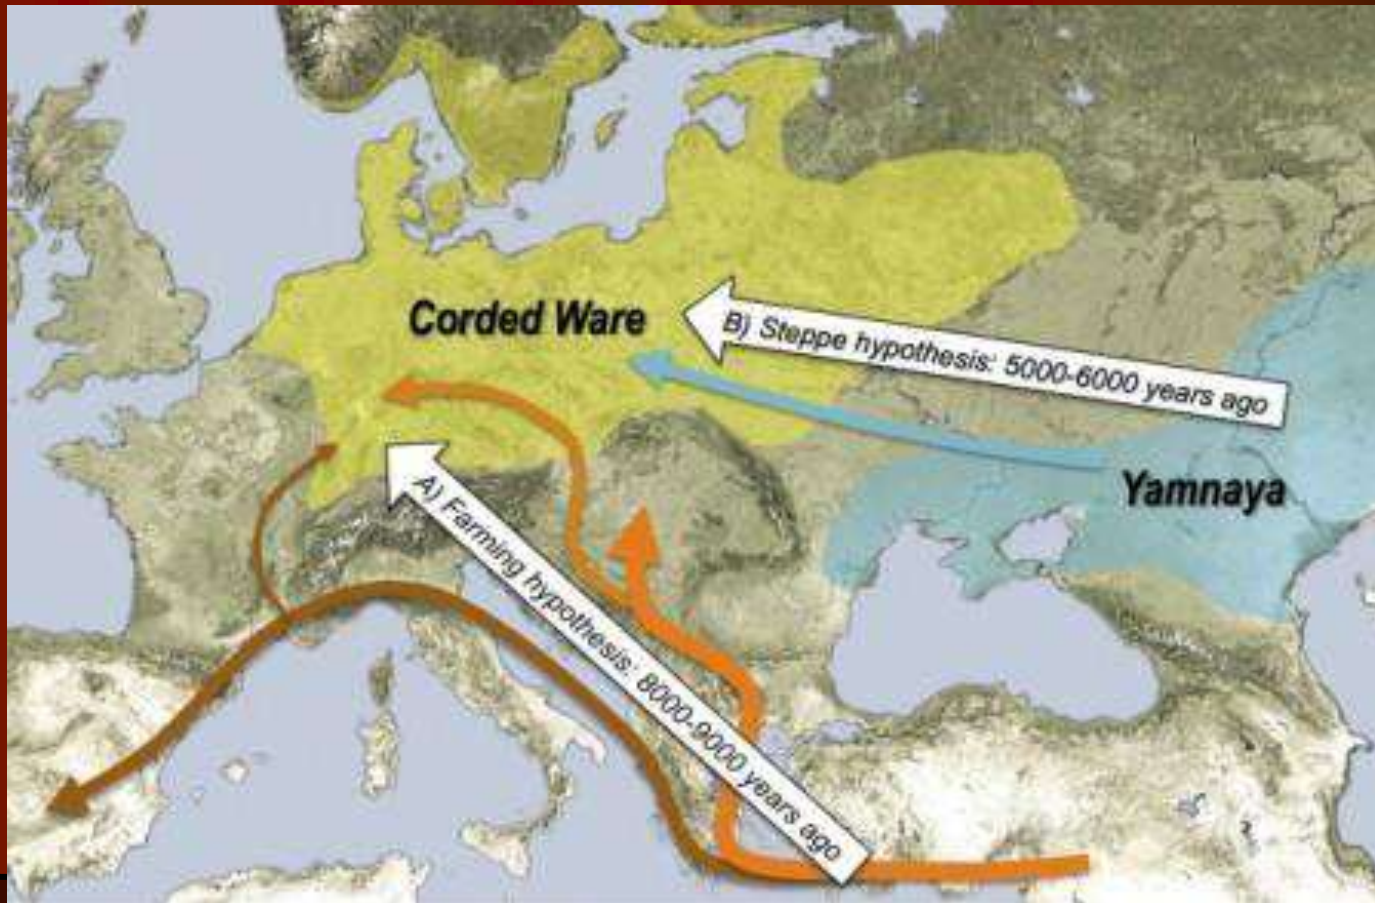 Corded Ware
B) Steppe hypothesis: 5000-6000 years ago
Yamnaya
A) Farming hypothesis: 8000-9000 years ago